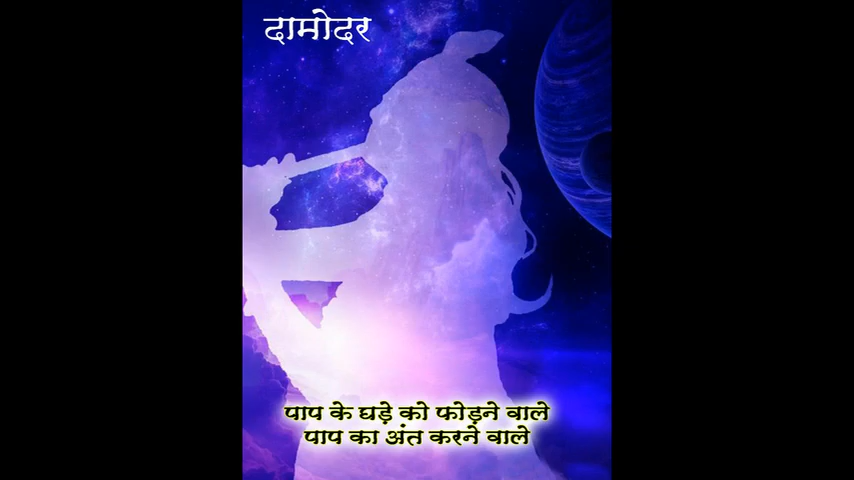 दामोदर
पाप के घड़े को फोड़ने वाले
पाप का अंत करने वाले